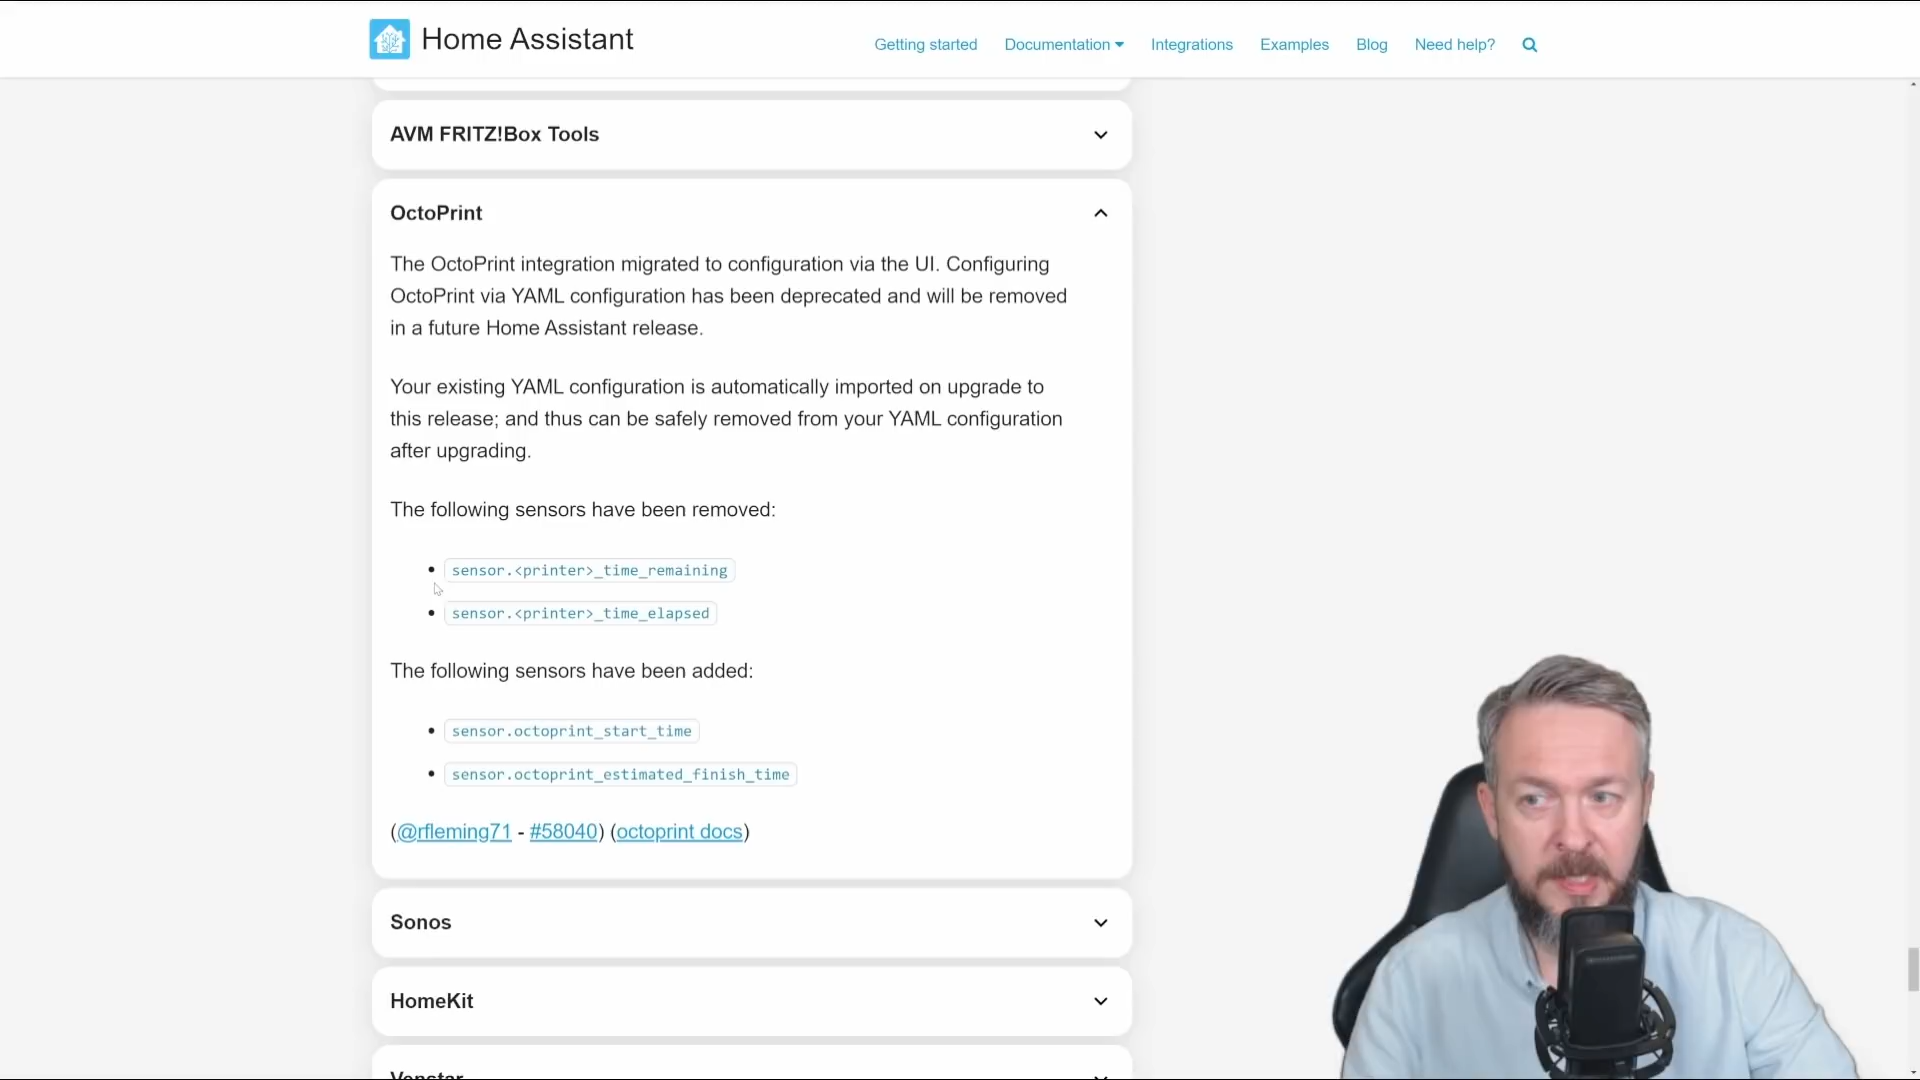 Home Assistant
Getting started
Documentation
Integrations
Examples
Blog
Need help?
AVM FRITZ!Box Tools
OctoPrint
The OctoPrint integration migrated to configuration via the UI. Configuring
OctoPrint via YAML configuration has been deprecated and will be removed
in a future Home Assistant release.
Your existing YAML configuration is automatically imported on upgrade to
this release; and thus can be safely removed from your YAML configuration
after upgrading.
The following sensors have been removed:
sensor.<printer>_time_remaining
sensor.<printer>_time_elapsed
The following sensors have been added:
sensor.octoprint_start_time
sensor.octoprint_estimated_finish_time
(@rfleming71 - #58040) (octoprint docs)
Sonos
HomeKit
Venstar